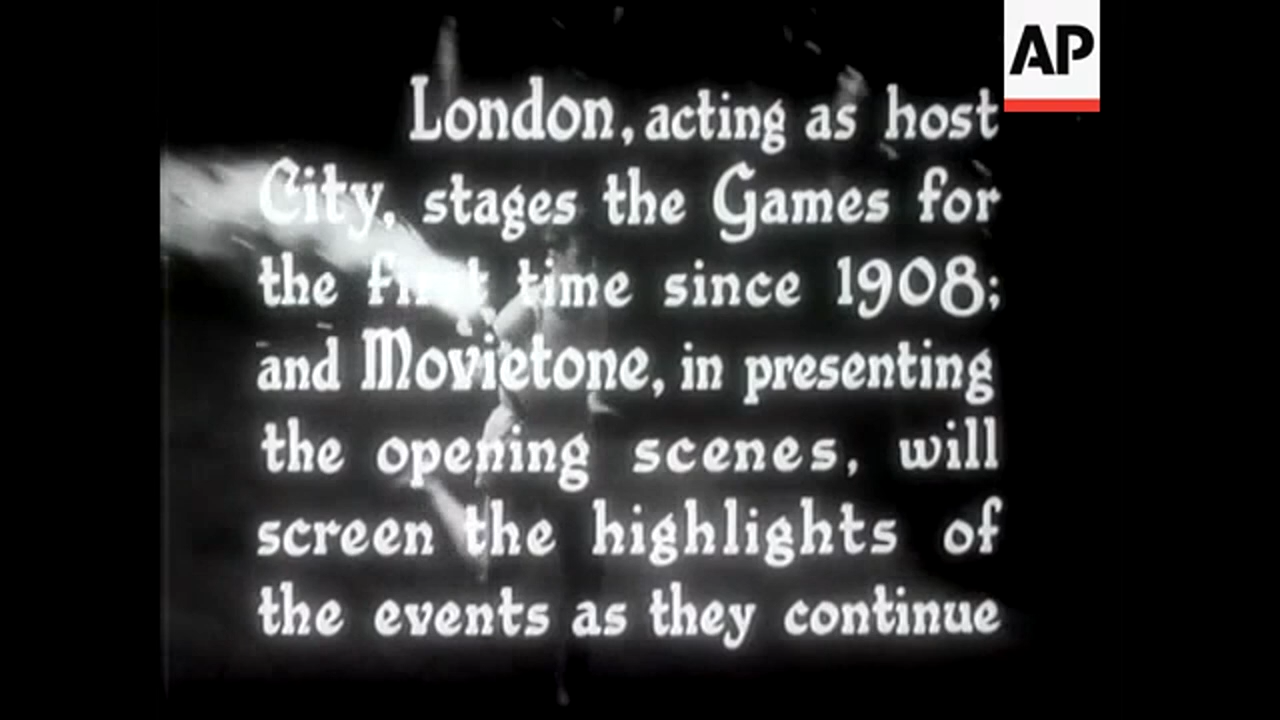 AP
London, acting as host
City, stages the Games for
the first time since 1908;
and Movietone, in presenting
the opening scenes, will
screen the highlights of
the events as they continue